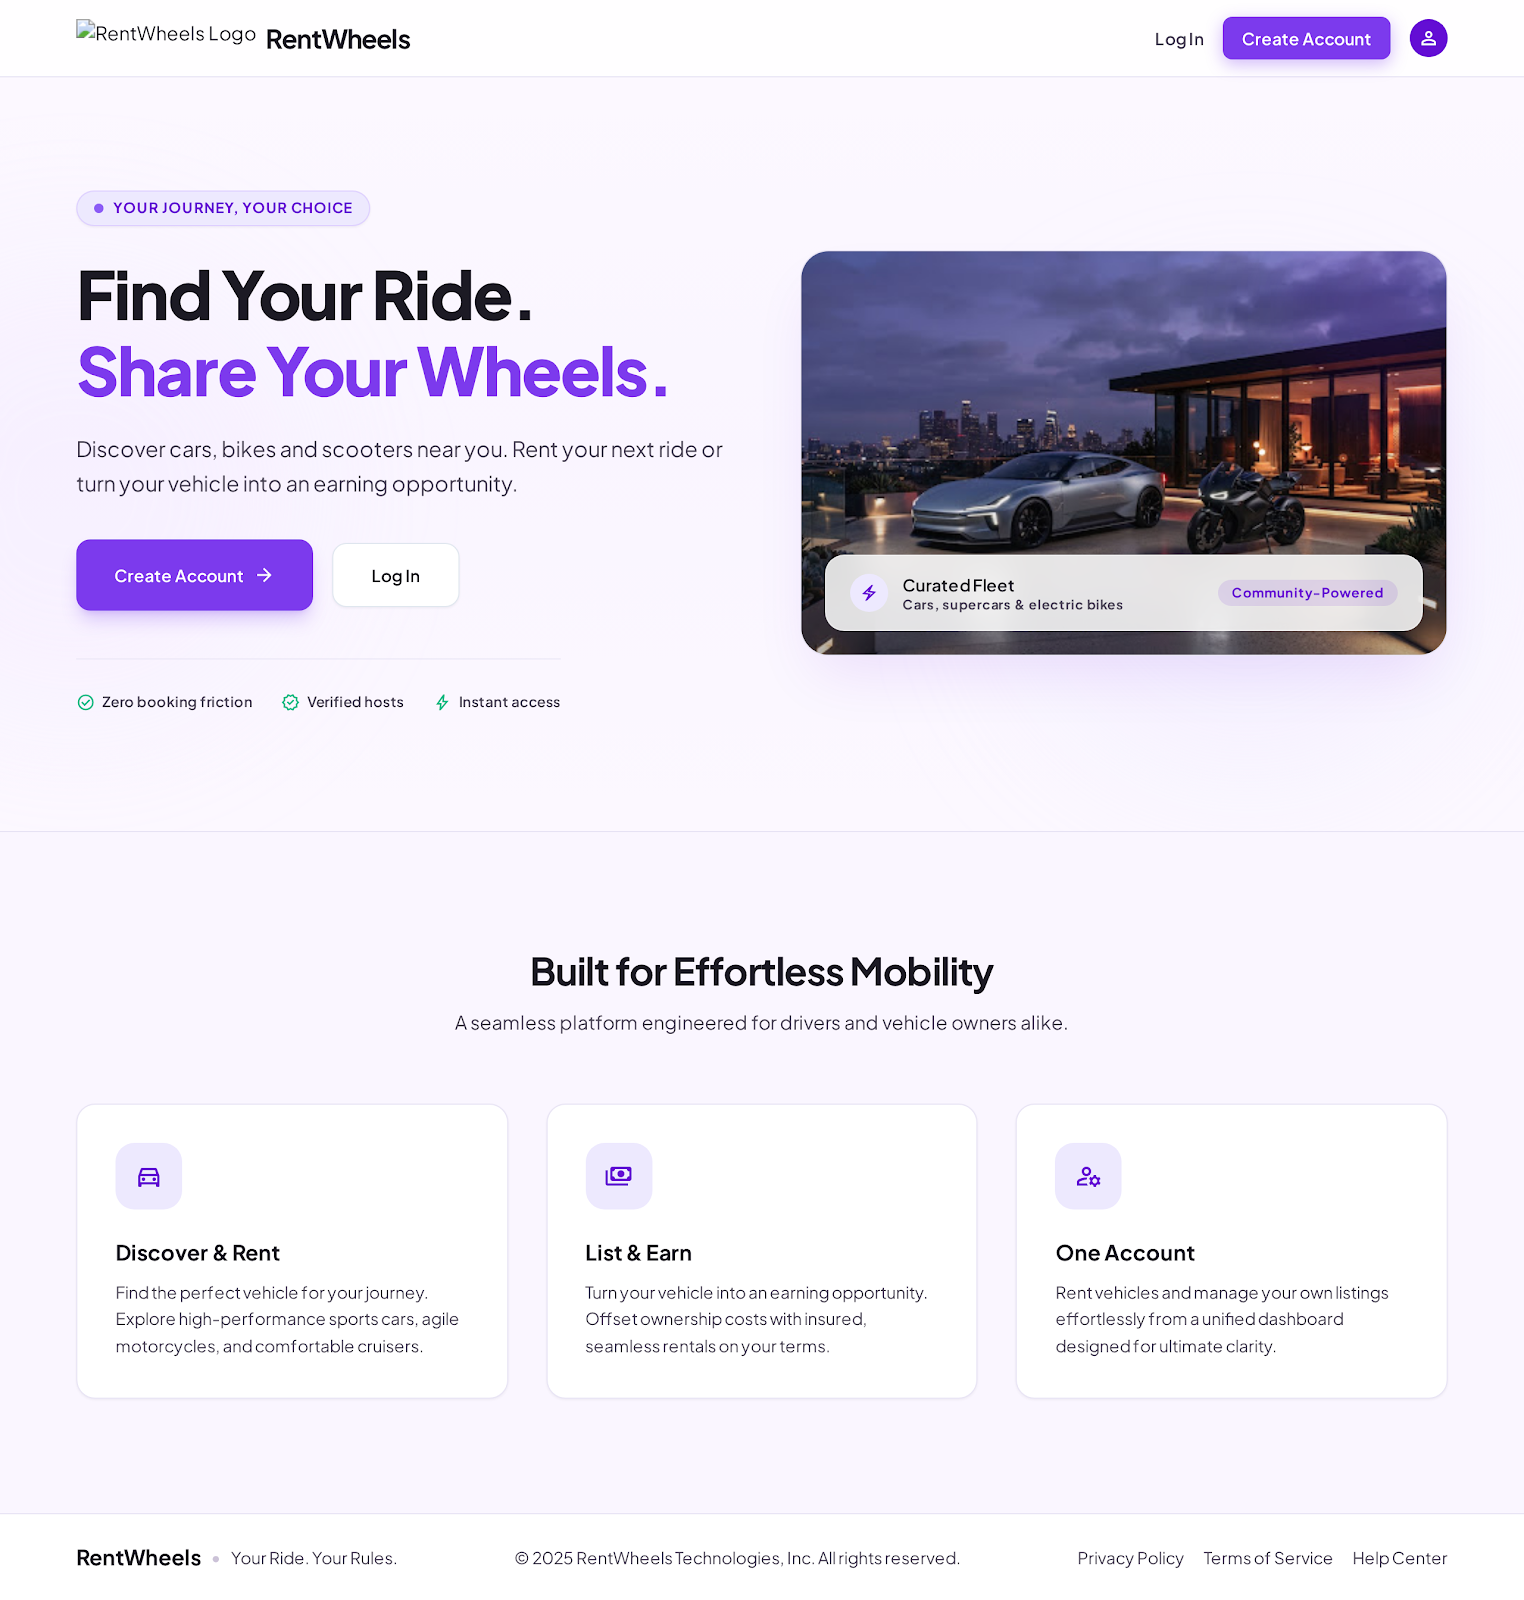 RentWheels Logo
RentWheels
Log In
Create Account
YOUR JOURNEY, YOUR CHOICE
Find Your Ride.
Share Your Wheels.
Discover cars, bikes and scooters near you. Rent your next ride or
turn your vehicle into an earning opportunity.
Create Account
Log In
Zero booking friction
Verified hosts
Instant access
Curated Fleet
Cars, supercars & electric bikes
Community-Powered
Built for Effortless Mobility
A seamless platform engineered for drivers and vehicle owners alike.
Discover & Rent
Find the perfect vehicle for your journey.
Explore high-performance sports cars, agile
motorcycles, and comfortable cruisers.
List & Earn
Turn your vehicle into an earning opportunity.
Offset ownership costs with insured,
seamless rentals on your terms.
One Account
Rent vehicles and manage your own listings
effortlessly from a unified dashboard
designed for ultimate clarity.
RentWheels
Your Ride. Your Rules.
© 2025 RentWheels Technologies, Inc. All rights reserved.
Privacy Policy
Terms of Service
Help Center